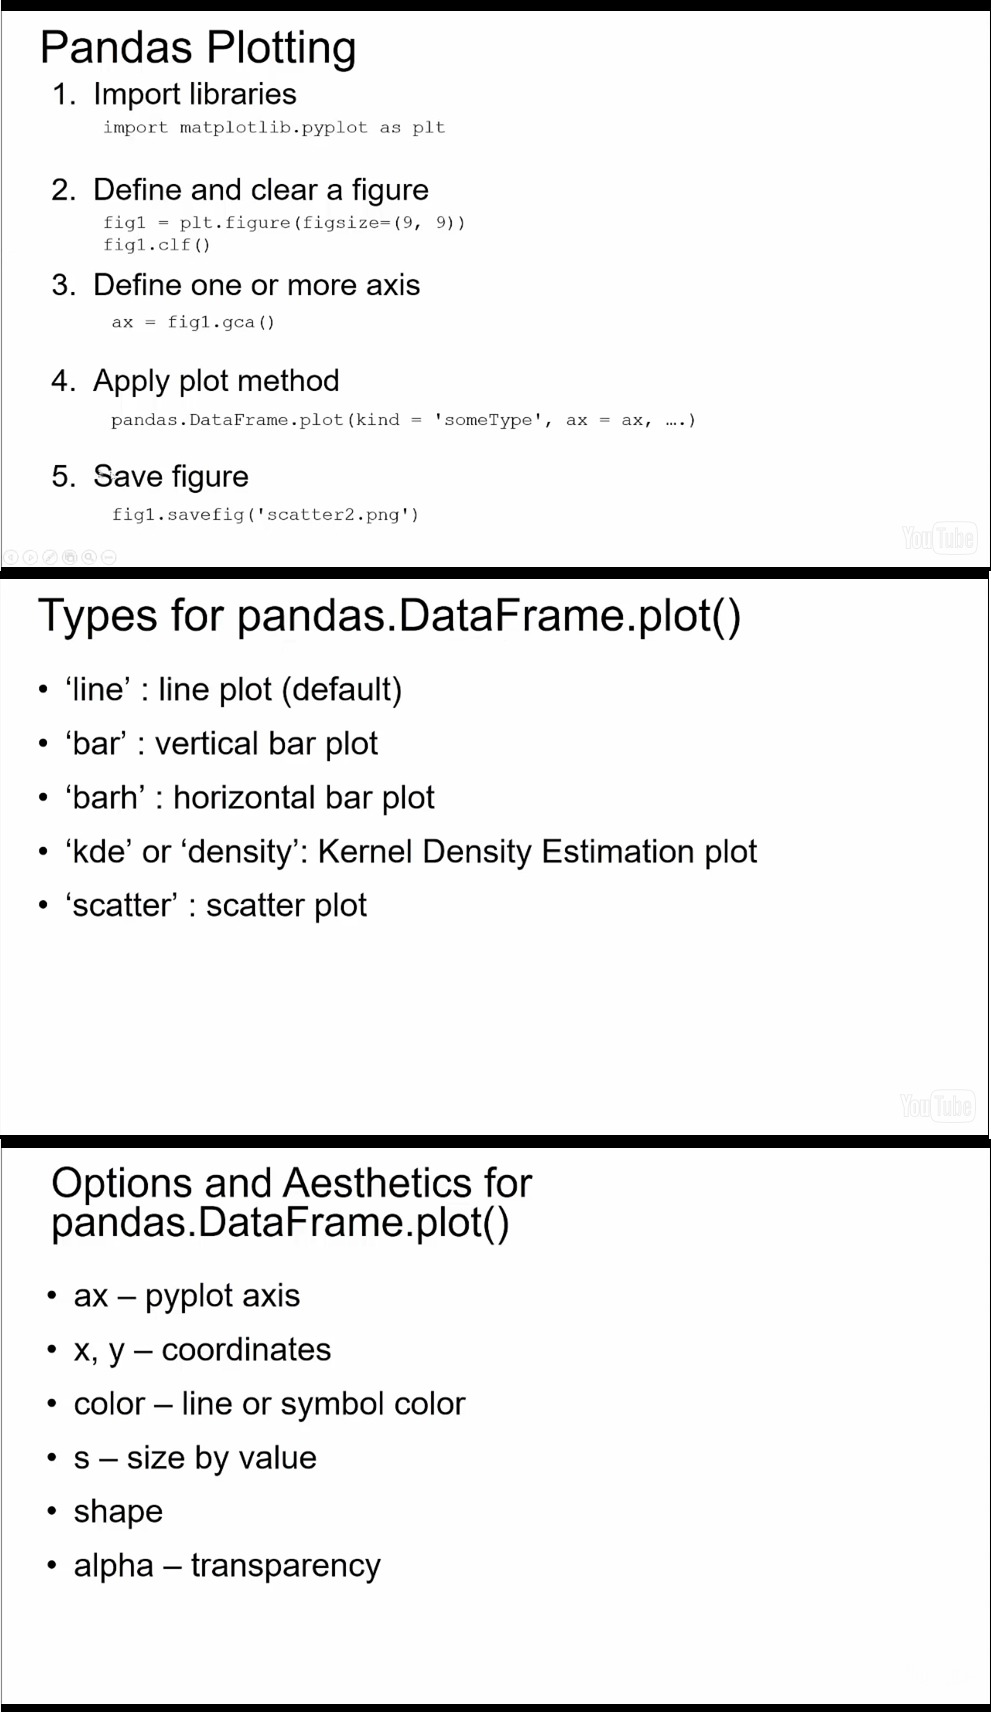 Pandas Plotting
1. Import libraries
import matplotlib.pyplot as plt
2. Define and clear a figure
fig1 = plt.figure(figsize=(9, 9))
fig1.clf()
3. Define one or more axis
ax = fig1.gca()
4. Apply plot method
pandas.DataFrame.plot(kind = 'someType', ax = ax, ….)
5. Save figure
fig1.savefig('scatter2.png')
YouTube
Types for pandas.DataFrame.plot()
• ‘line’ : line plot (default)
• ‘bar’ : vertical bar plot
• ‘barh’ : horizontal bar plot
• ‘kde’ or ‘density’: Kernel Density Estimation plot
• ‘scatter’ : scatter plot
YouTube
Options and Aesthetics for
pandas.DataFrame.plot()
• ax – pyplot axis
• x, y – coordinates
• color – line or symbol color
• s – size by value
• shape
• alpha – transparency